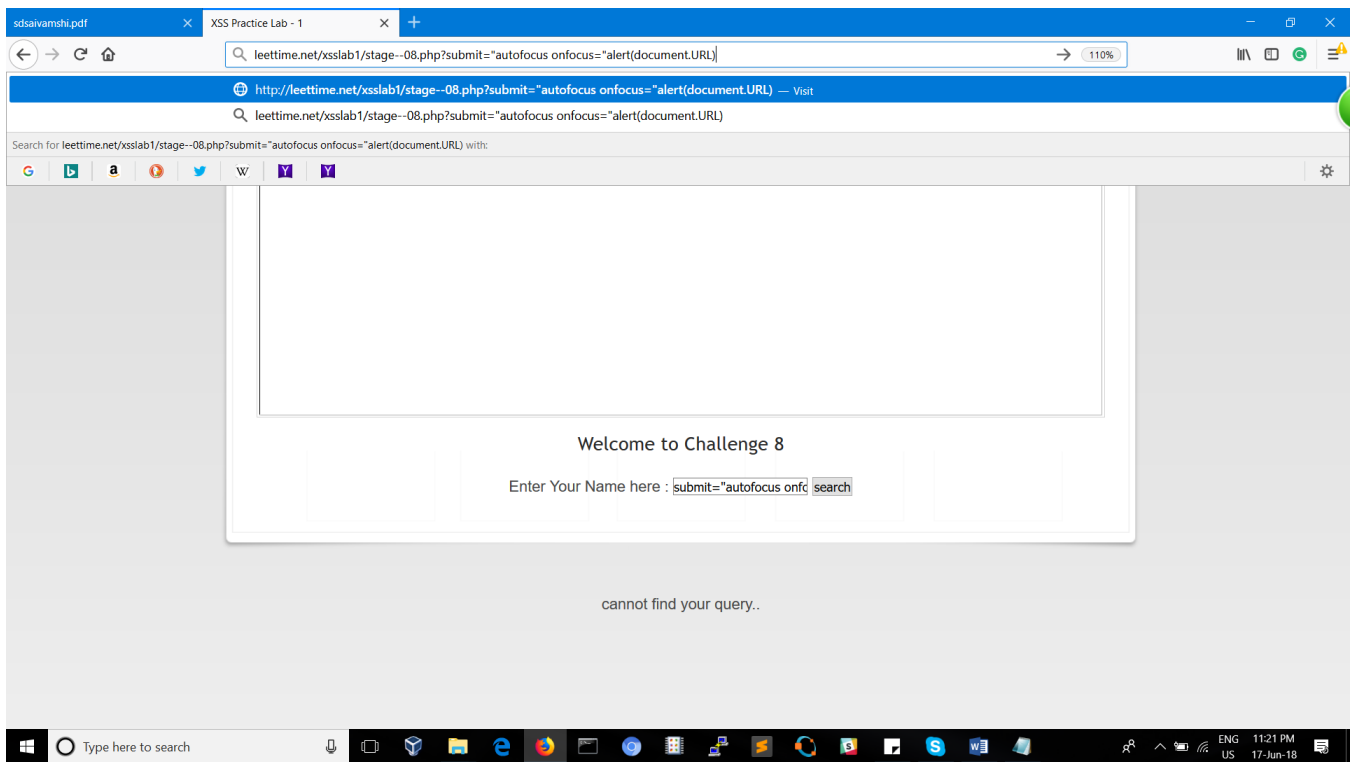 sdsaivamshi.pdf
XSS Practice Lab - 1
leettime.net/xsslab1/stage--08.php?submit="autofocus onfocus="alert(document.URL)
110%
http://leettime.net/xsslab1/stage--08.php?submit="autofocus onfocus="alert(document.URL) — Visit
leettime.net/xsslab1/stage--08.php?submit="autofocus onfocus="alert(document.URL)
Search for leettime.net/xsslab1/stage--08.php?submit="autofocus onfocus="alert(document.URL) with:
Welcome to Challenge 8
Enter Your Name here : submit="autofocus onfc search
cannot find your query..
Type here to search
ENG 11:21 PM
US 17-Jun-18